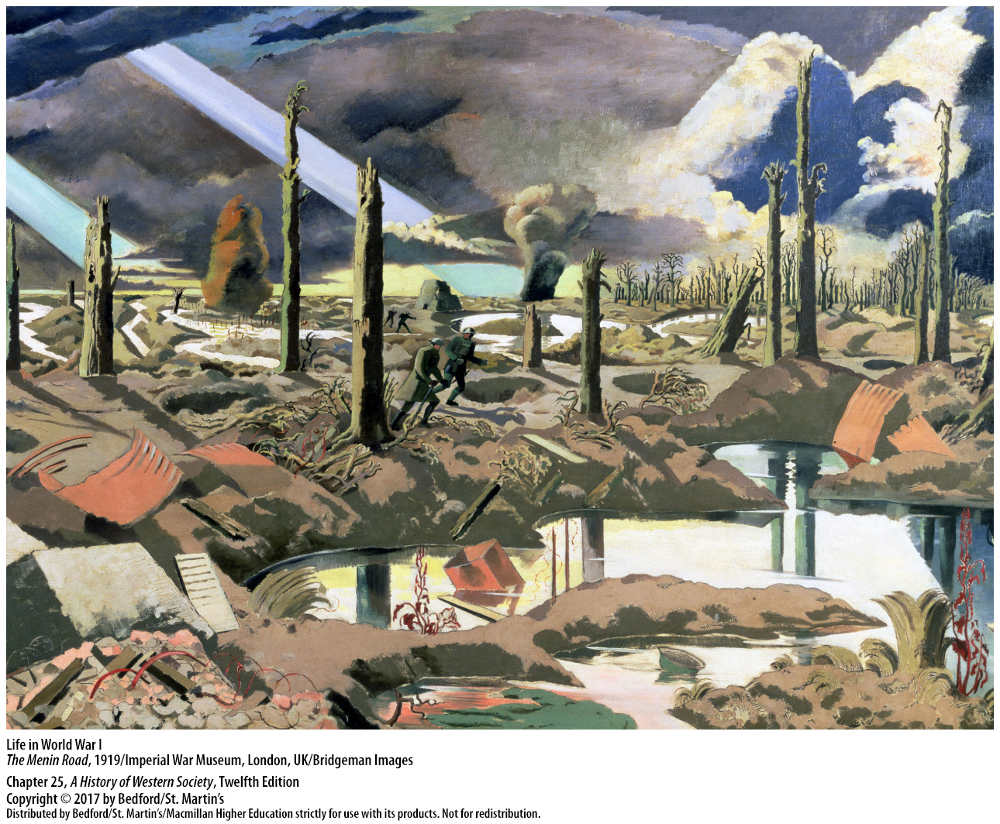 Life in World War I
The Menin Road, 1919/Imperial War Museum, London, UK/Bridgeman Images
Chapter 25, A History of Western Society, Twelfth Edition
Copyright © 2017 by Bedford/St. Martin’s
Distributed by Bedford/St. Martin’s/Macmillan Higher Education strictly for use with its products. Not for redistribution.